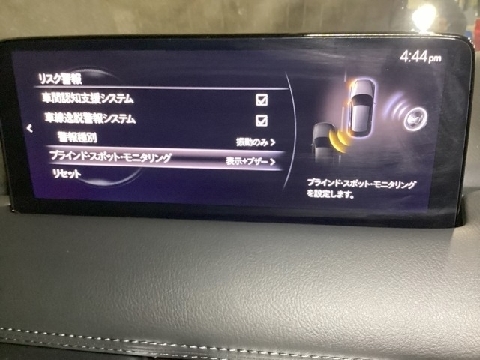 4:44pm
リスク警報
車間認知支援システム
車線逸脱警報システム
警報種別 振動のみ
ブラインド・スポット・モニタリング 表示+ブザー
リセット
ブラインド・スポット・モニタリング
を設定します。